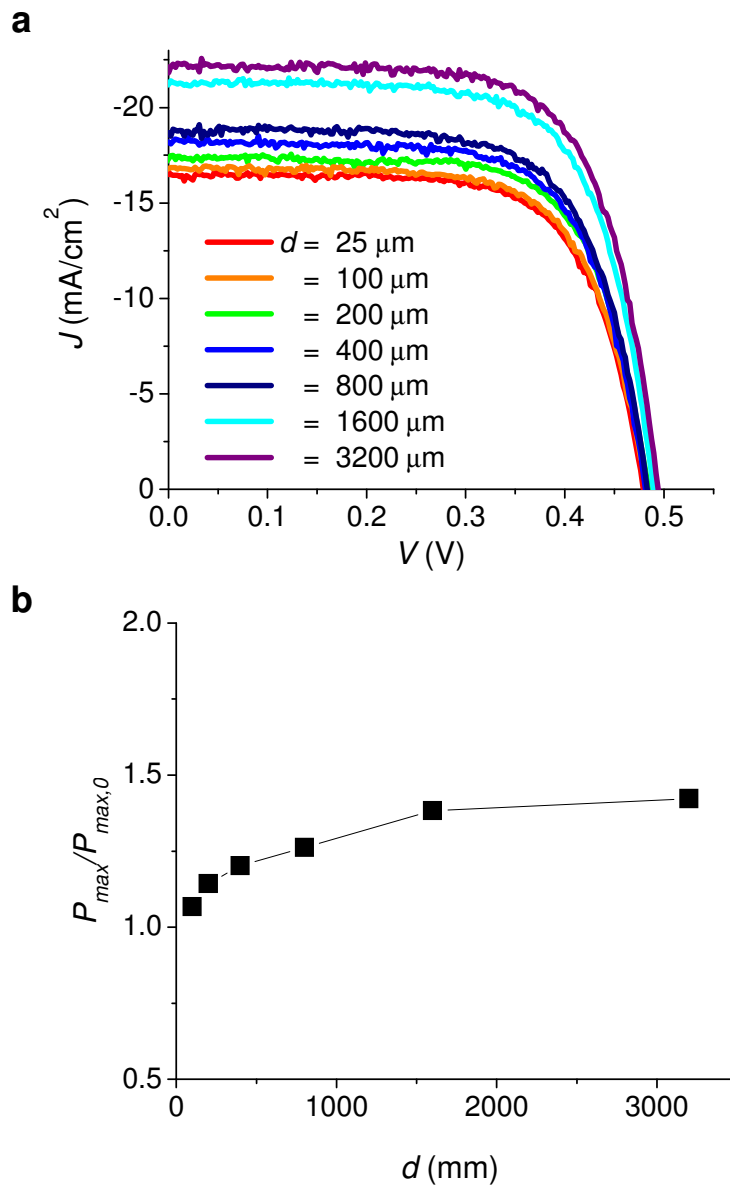 a
-20
-15
-10
-5
0
J (mA/cm²)
d = 25 μm
= 100 μm
= 200 μm
= 400 μm
= 800 μm
= 1600 μm
= 3200 μm
0.0 0.1 0.2 0.3 0.4 0.5
V (V)
b
2.0
1.5
1.0
0.5
Pmax/Pmax,0
0 1000 2000 3000
d (mm)